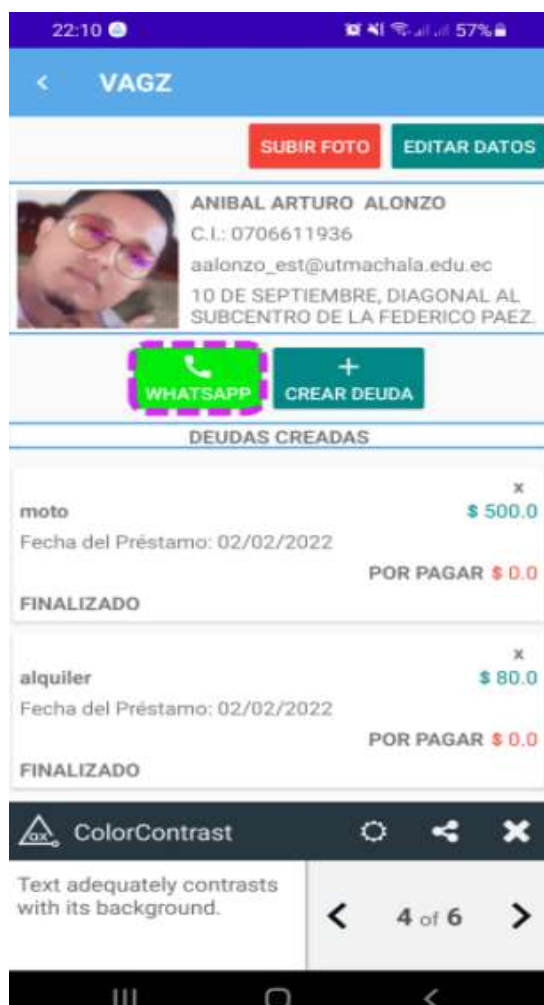 22:10
57%
VAGZ
SUBIR FOTO
EDITAR DATOS
ANIBAL ARTURO ALONZO
C.I.: 0706611936
aalonzo_est@utmachala.edu.ec
10 DE SEPTIEMBRE, DIAGONAL AL
SUBCENTRO DE LA FEDERICO PAEZ.
WHATSAPP
CREAR DEUDA
DEUDAS CREADAS
x
moto $ 500.0
Fecha del Préstamo: 02/02/2022
POR PAGAR $ 0.0
FINALIZADO
x
alquiler $ 80.0
Fecha del Préstamo: 02/02/2022
POR PAGAR $ 0.0
FINALIZADO
ax ColorContrast
Text adequately contrasts
with its background.
4 of 6